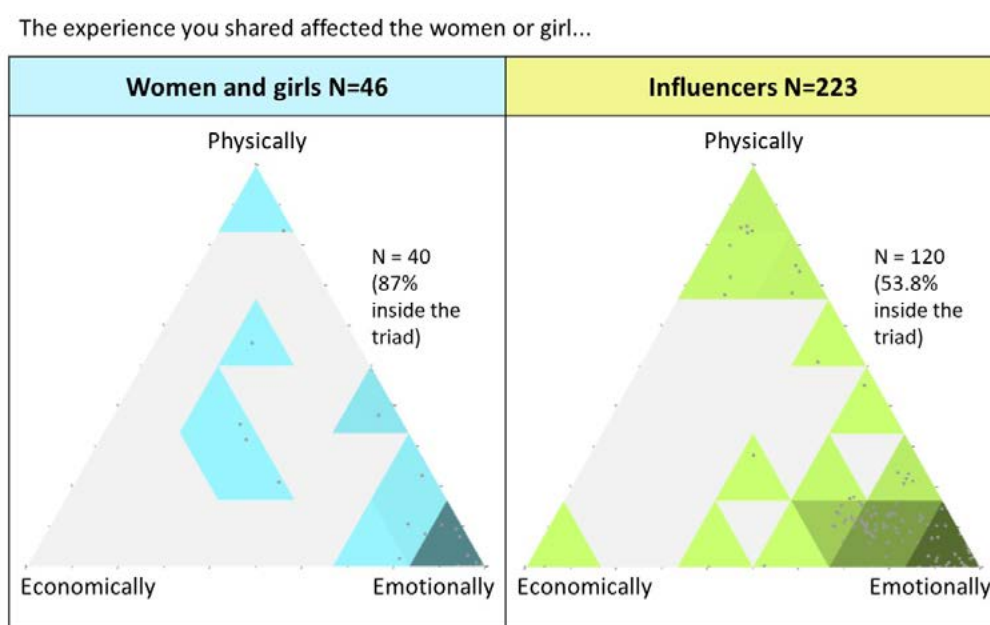 The experience you shared affected the women or girl...
Women and girls N=46
Influencers N=223
Physically
N = 40
(87%
inside the
triad)
Economically
Emotionally
Physically
N = 120
(53.8%
inside the
triad)
Economically
Emotionally